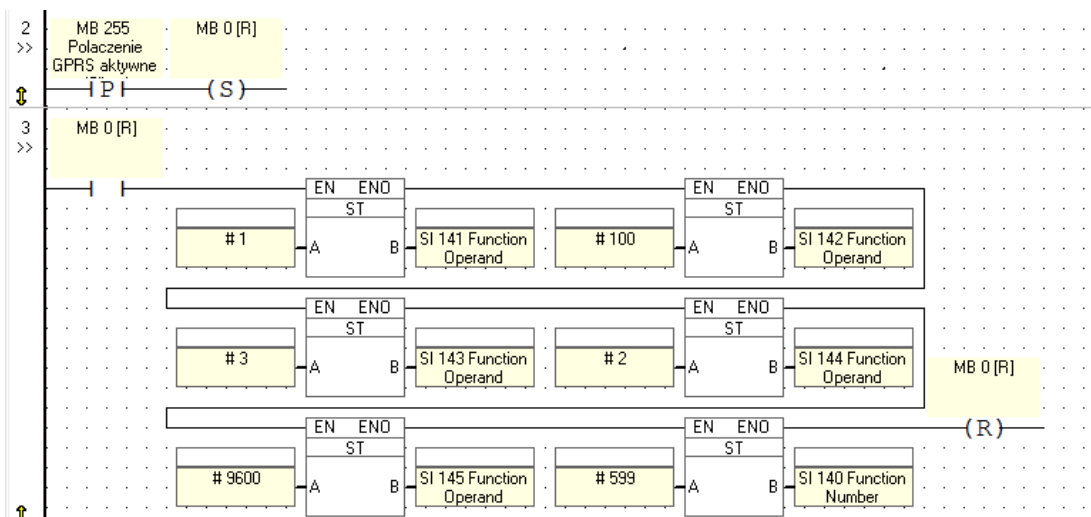 2 MB 255 MB 0 [R]
>> Polaczenie
GPRS aktywne
P (S)
3 MB 0 [R]
>>
EN ENO EN ENO
ST ST
# 1 A B SI 141 Function Operand # 100 A B SI 142 Function Operand
EN ENO EN ENO
ST ST
# 3 A B SI 143 Function Operand # 2 A B SI 144 Function Operand MB 0 [R]
EN ENO EN ENO (R)
ST ST
# 9600 A B SI 145 Function Operand # 599 A B SI 140 Function Number